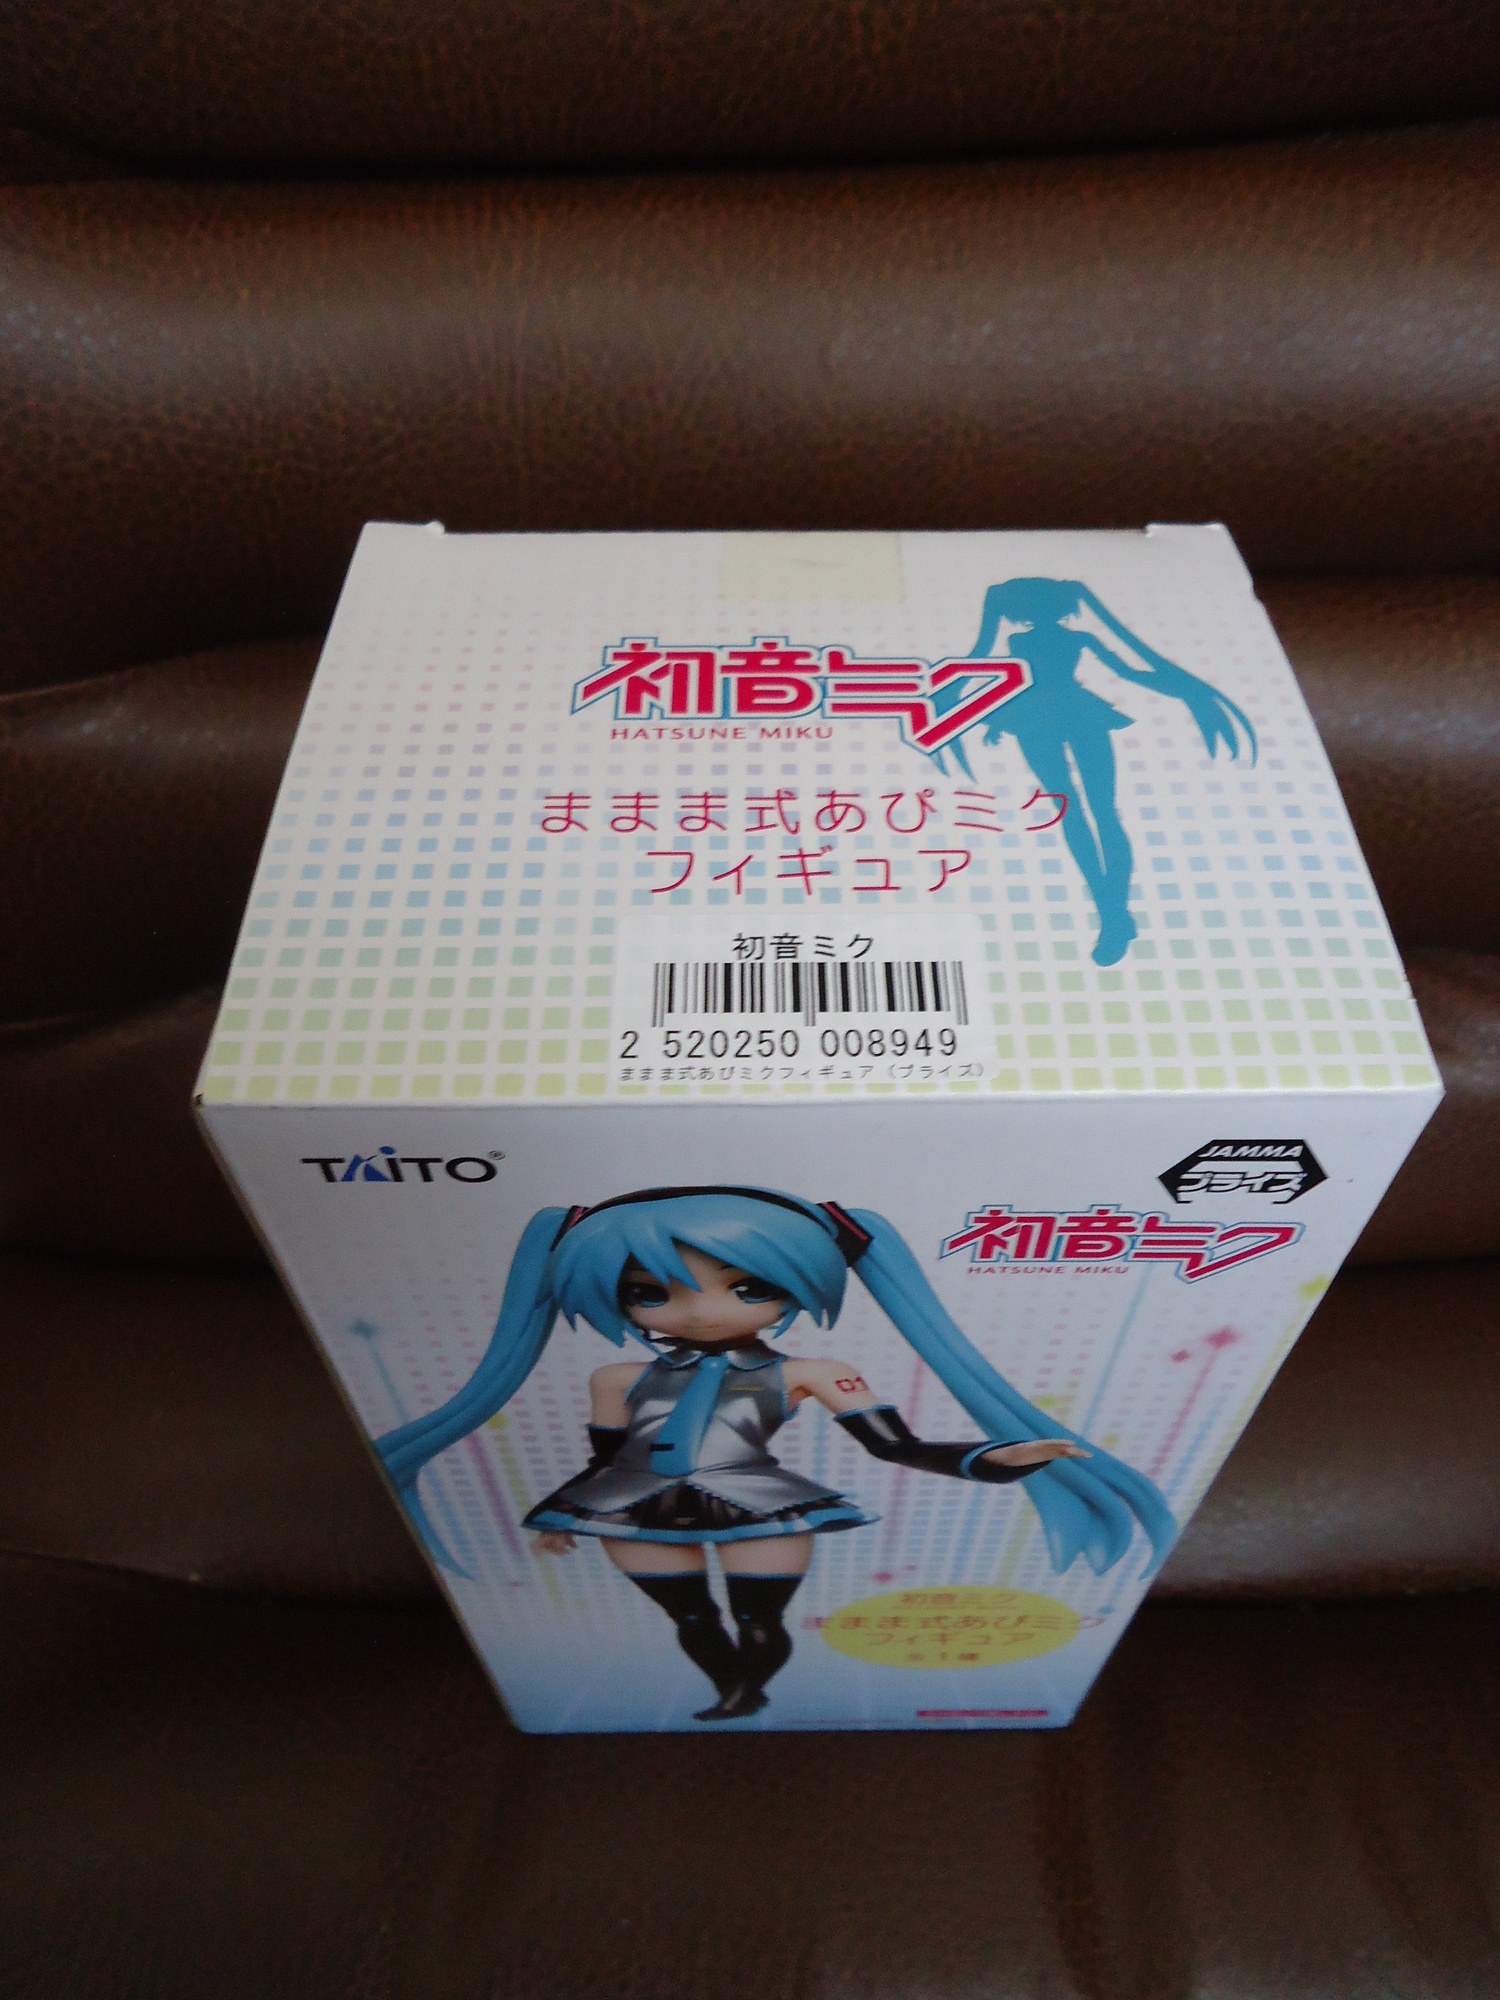 初音ミク
HATSUNE MIKU
ままま式あぴミク
フィギュア
初音ミク
2 520250 008949
ままま式あぴミクフィギュア（プライズ）
TAITO®
JAMMA
プライズ
初音ミク
HATSUNE MIKU
01
初音ミク
ままま式あぴミク
フィギュア
全1種